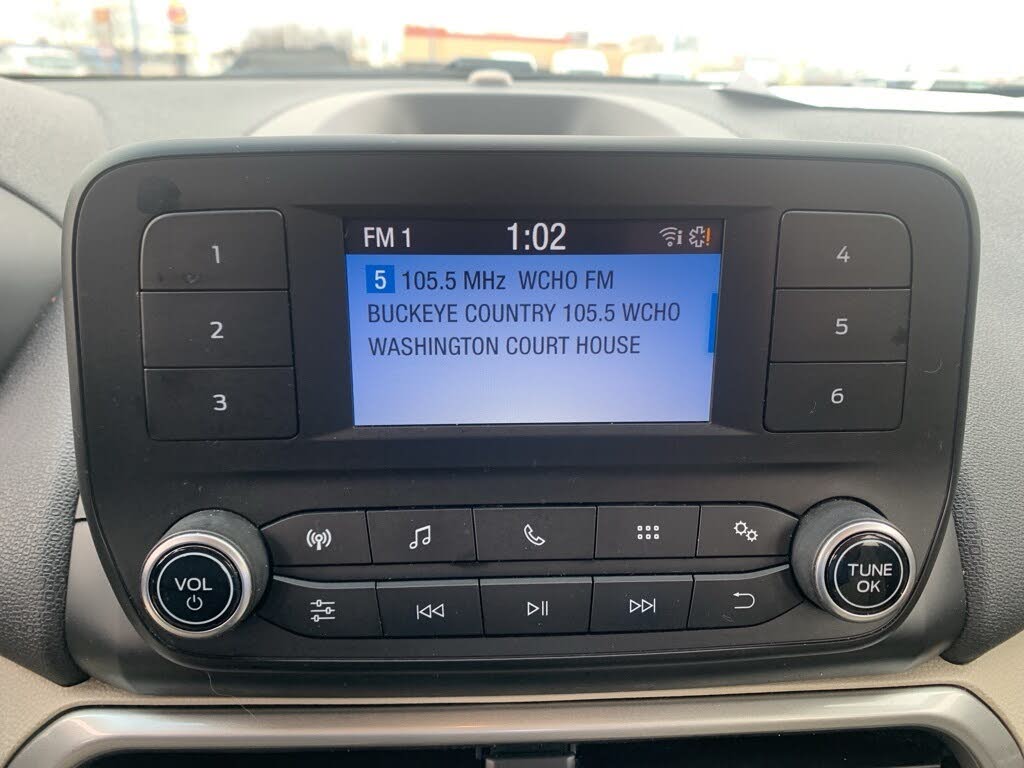 FM 1 1:02
5 105.5 MHz WCHO FM
BUCKEYE COUNTRY 105.5 WCHO
WASHINGTON COURT HOUSE
1
2
3
4
5
6
VOL
TUNE
OK